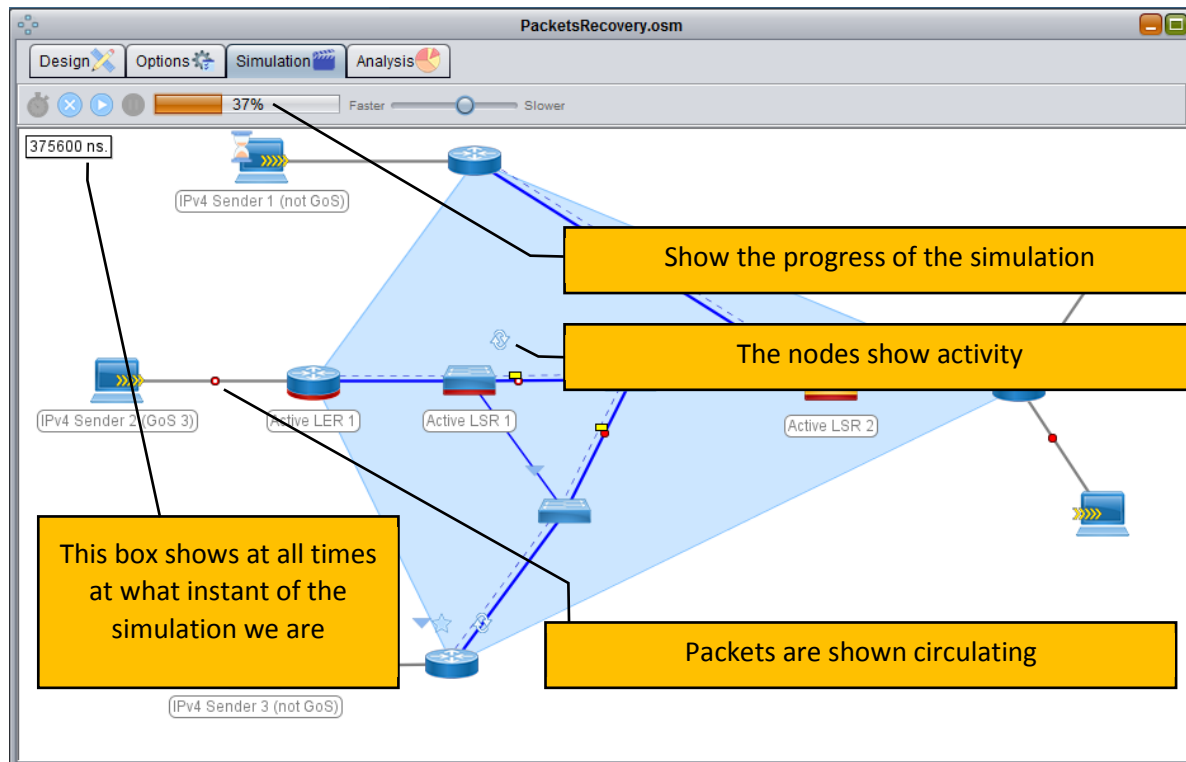 PacketsRecovery.osm
Design Options Simulation Analysis
37% Faster Slower
375600 ns.
IPv4 Sender 1 (not GoS)
Show the progress of the simulation
The nodes show activity
IPv4 Sender 2 (GoS 3)
Active LER 1
Active LSR 1
Active LSR 2
This box shows at all times
at what instant of the
simulation we are
Packets are shown circulating
IPv4 Sender 3 (not GoS)